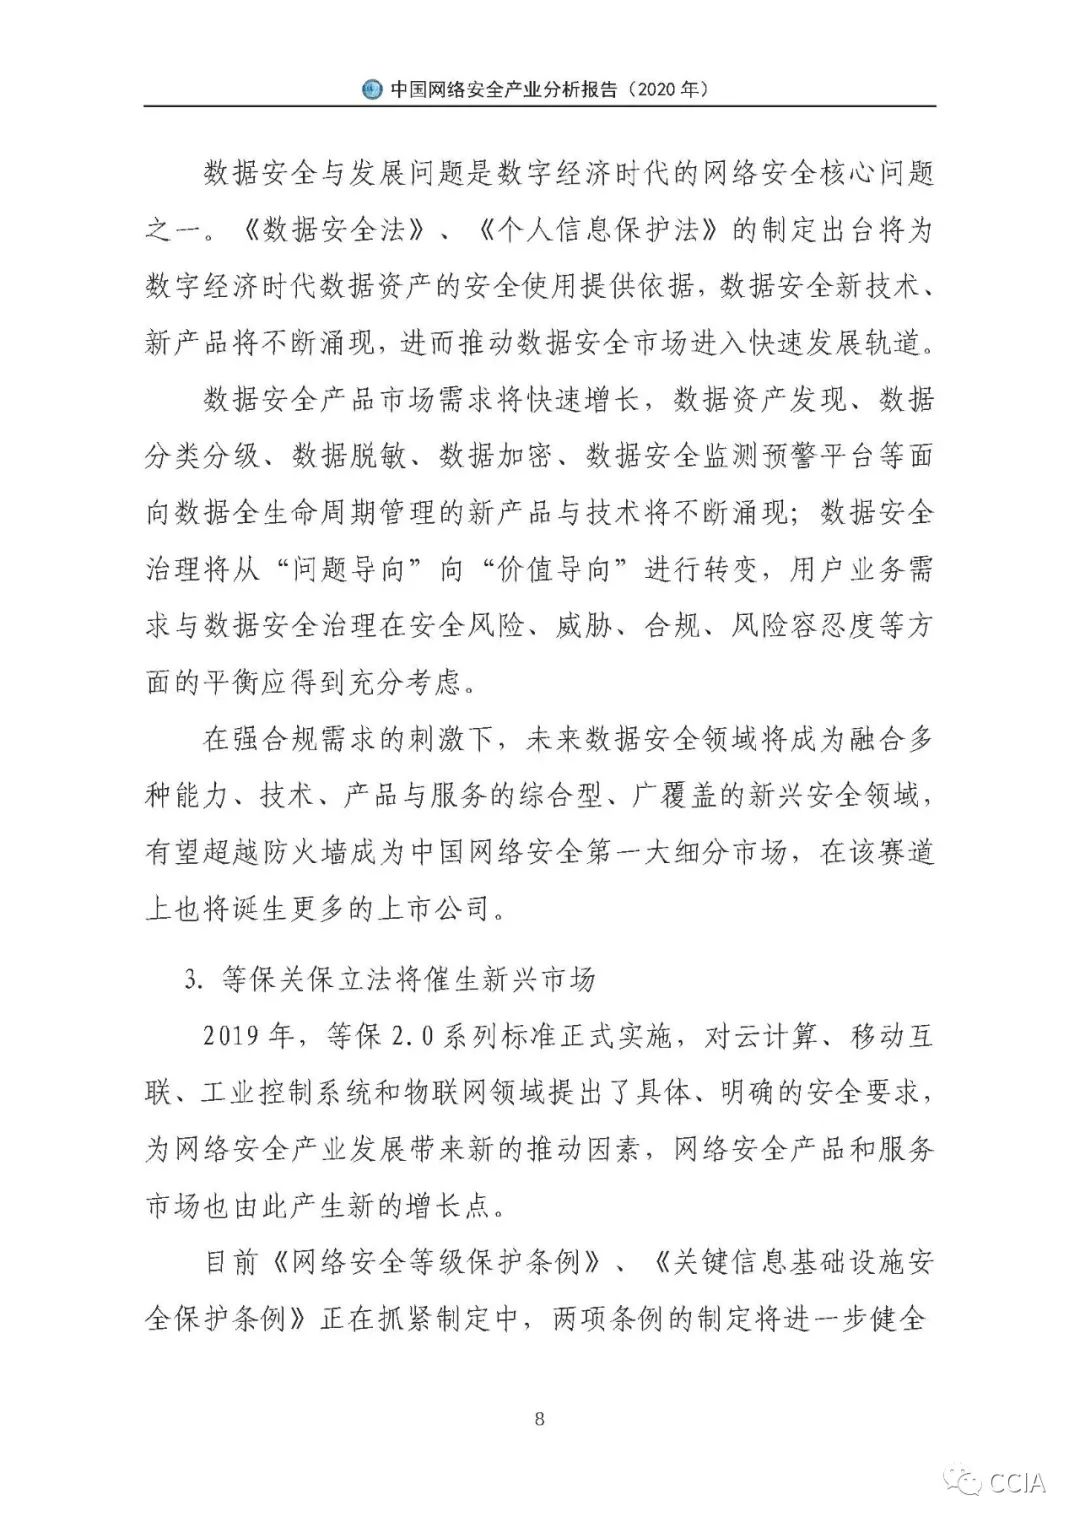 中国网络安全产业分析报告（2020 年）
数据安全与发展问题是数字经济时代的网络安全核心问题
之一。《数据安全法》、《个人信息保护法》的制定出台将为
数字经济时代数据资产的安全使用提供依据，数据安全新技术、
新产品将不断涌现，进而推动数据安全市场进入快速发展轨道。
数据安全产品市场需求将快速增长，数据资产发现、数据
分类分级、数据脱敏、数据加密、数据安全监测预警平台等面
向数据全生命周期管理的新产品与技术将不断涌现；数据安全
治理将从“问题导向”向“价值导向”进行转变，用户业务需
求与数据安全治理在安全风险、威胁、合规、风险容忍度等方
面的平衡应得到充分考虑。
在强合规需求的刺激下，未来数据安全领域将成为融合多
种能力、技术、产品与服务的综合型、广覆盖的新兴安全领域，
有望超越防火墙成为中国网络安全第一大细分市场，在该赛道
上也将诞生更多的上市公司。
3. 等保关保立法将催生新兴市场
2019 年，等保 2.0 系列标准正式实施，对云计算、移动互
联、工业控制系统和物联网领域提出了具体、明确的安全要求，
为网络安全产业发展带来新的推动因素，网络安全产品和服务
市场也由此产生新的增长点。
目前《网络安全等级保护条例》、《关键信息基础设施安
全保护条例》正在抓紧制定中，两项条例的制定将进一步健全
8
CCIA